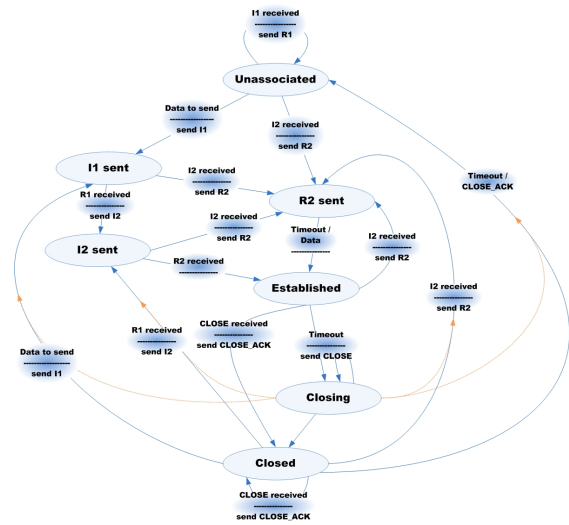 I1 received
---------------
send R1
Unassociated
Data to send
----------------
send I1
I2 received
--------------
send R2
I1 sent
I2 received
--------------
send R2
Timeout /
CLOSE_ACK
R1 received
---------------
send I2
R2 sent
I2 received
--------------
send R2
Timeout /
Data
--------------
I2 received
--------------
send R2
I2 sent
R2 received
--------------
Established
I2 received
--------------
send R2
R1 received
--------------
send I2
CLOSE received
---------------
send CLOSE_ACK
Timeout
---------------
send CLOSE
Data to send
----------------
send I1
Closing
Closed
CLOSE received
--------------
send CLOSE_ACK